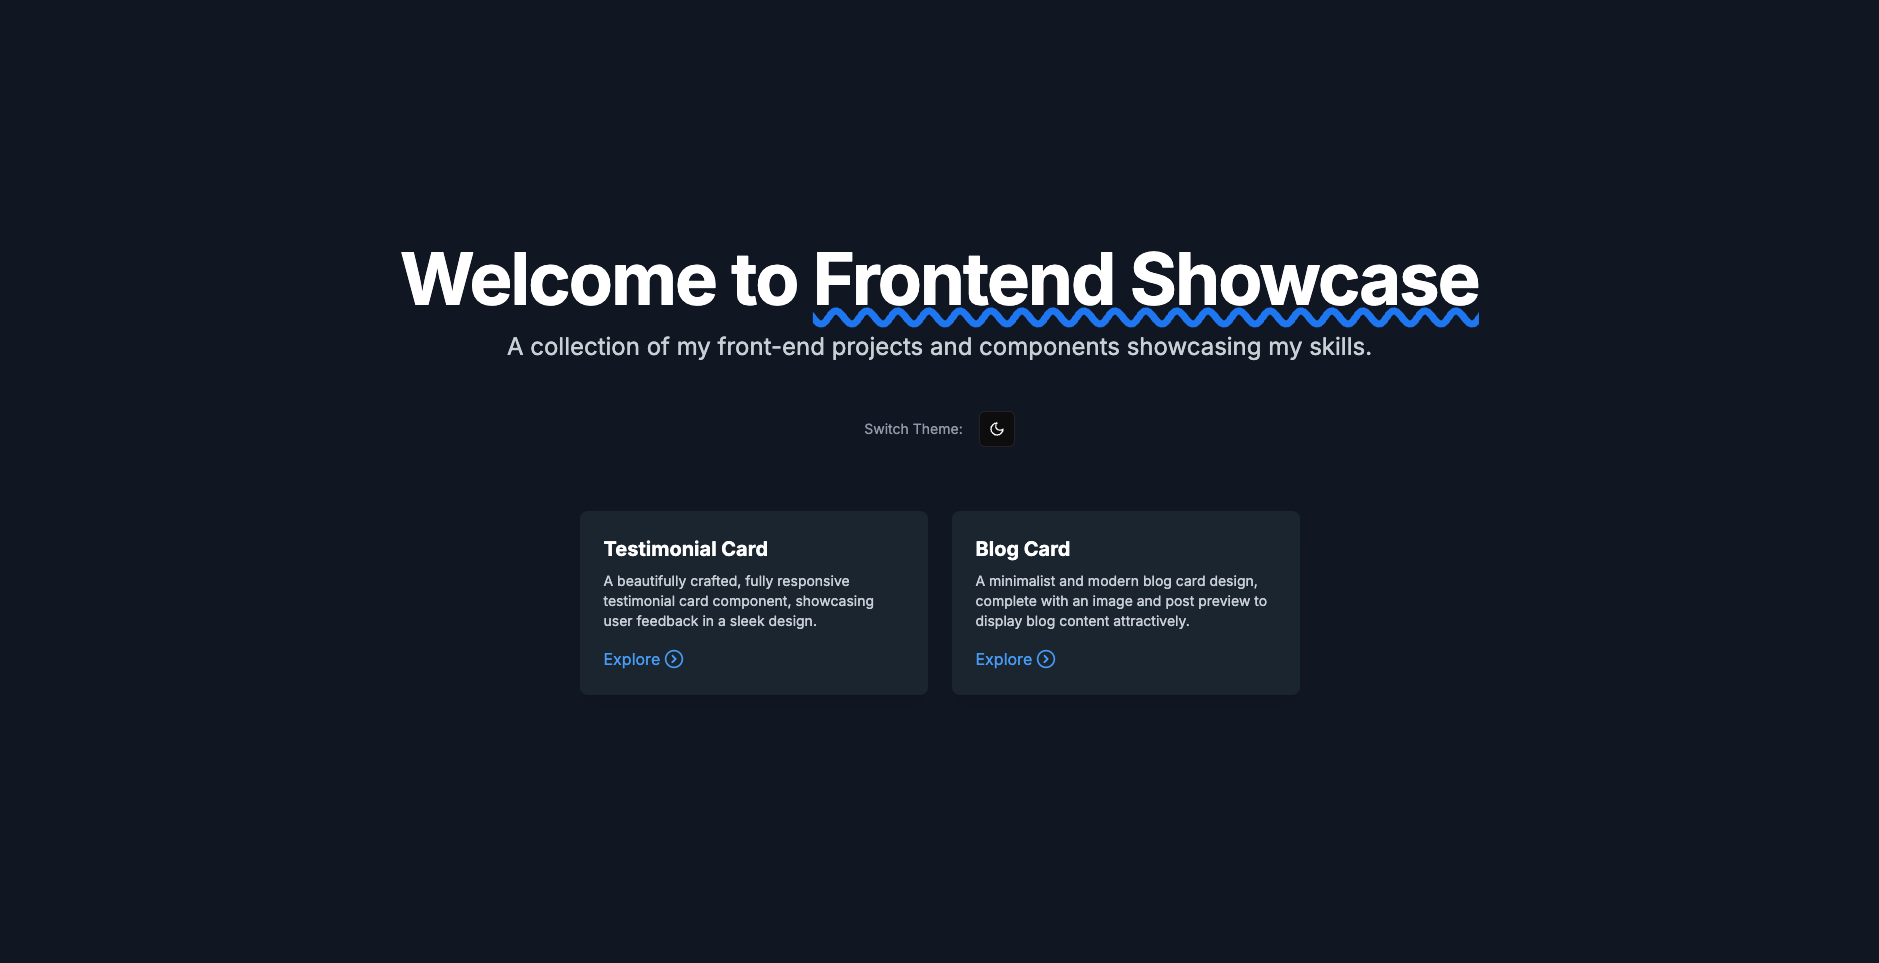 Welcome to Frontend Showcase
A collection of my front-end projects and components showcasing my skills.
Switch Theme:
Testimonial Card
A beautifully crafted, fully responsive
testimonial card component, showcasing
user feedback in a sleek design.
Explore
Blog Card
A minimalist and modern blog card design,
complete with an image and post preview to
display blog content attractively.
Explore